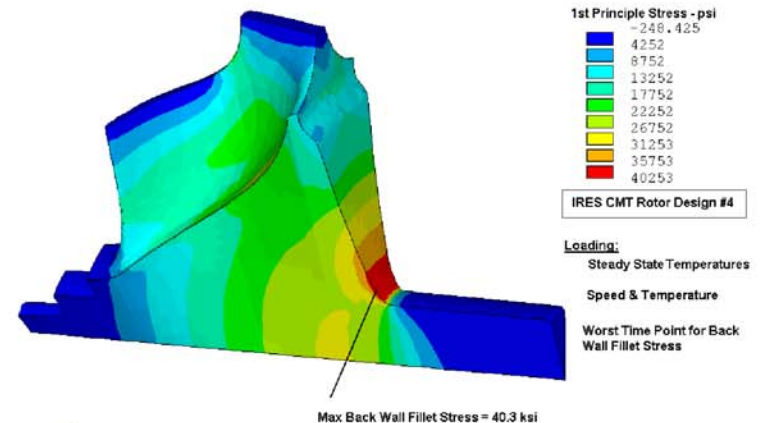 1st Principle Stress - psi
-248.425
4252
8752
13252
17752
22252
26752
31253
35753
40253
IRES CMT Rotor Design #4
Loading:
Steady State Temperatures
Speed & Temperature
Worst Time Point for Back
Wall Fillet Stress
Max Back Wall Fillet Stress = 40.3 ksi